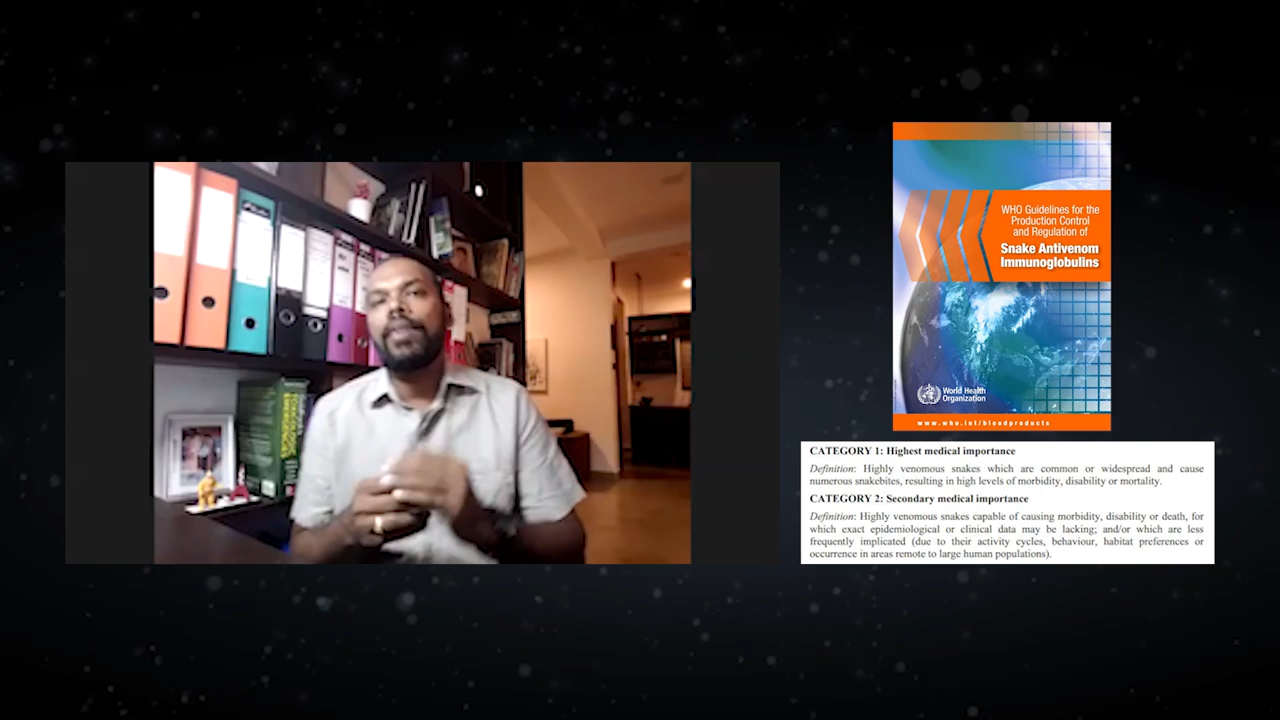 WHO Guidelines for the
Production Control
and Regulation of
Snake Antivenom
Immunoglobulins
World Health
Organization
www.who.int/bloodproducts
CATEGORY 1: Highest medical importance
Definition: Highly venomous snakes which are common or widespread and cause
numerous snakebites, resulting in high levels of morbidity, disability or mortality.
CATEGORY 2: Secondary medical importance
Definition: Highly venomous snakes capable of causing morbidity, disability or death, for
which exact epidemiological or clinical data may be lacking; and/or which are less
frequently implicated (due to their activity cycles, behaviour, habitat preferences or
occurrence in areas remote to large human populations).